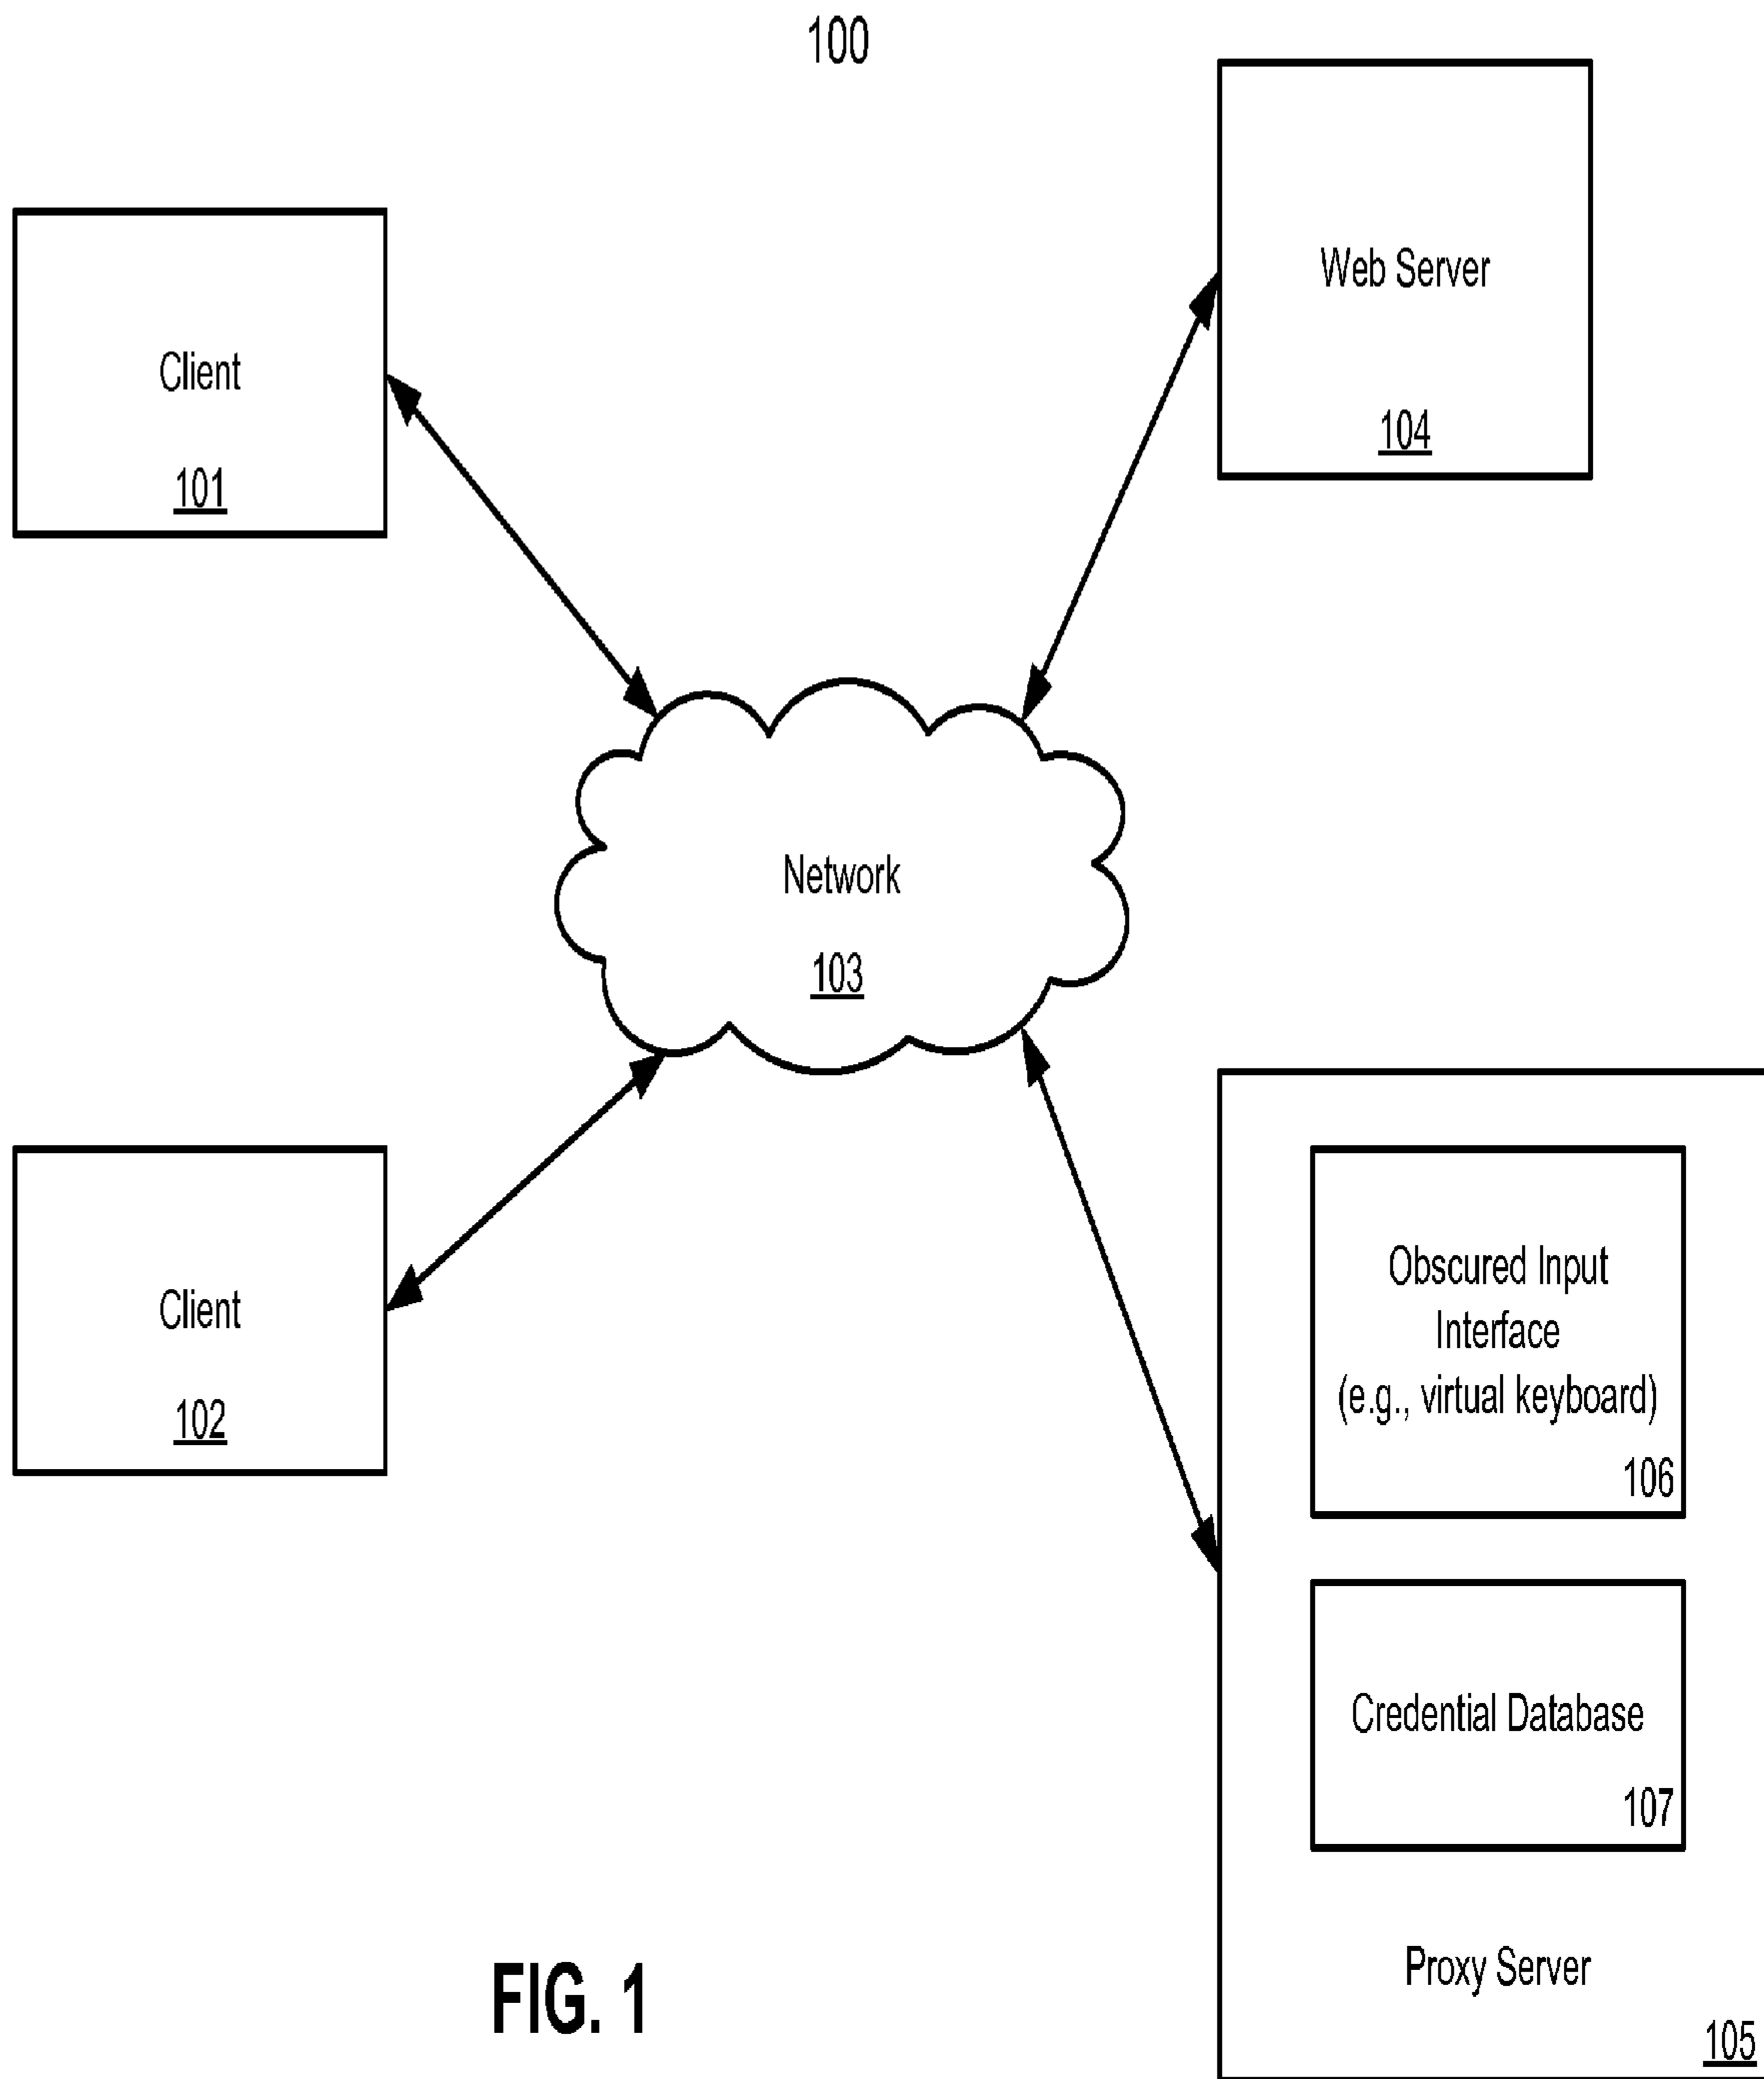 100
Client
101
Web Server
104
Network
103
Client
102
Obscured Input
Interface
(e.g., virtual keyboard)
106
Credential Database
107
Proxy Server
105
FIG. 1